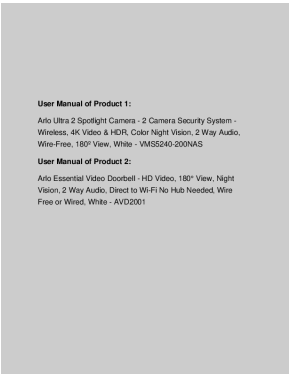 User Manual of Product 1:
Arlo Ultra 2 Spotlight Camera - 2 Camera Security System -
Wireless, 4K Video & HDR, Color Night Vision, 2 Way Audio,
Wire-Free, 180º View, White - VMS5240-200NAS
User Manual of Product 2:
Arlo Essential Video Doorbell - HD Video, 180° View, Night
Vision, 2 Way Audio, Direct to Wi-Fi No Hub Needed, Wire
Free or Wired, White - AVD2001